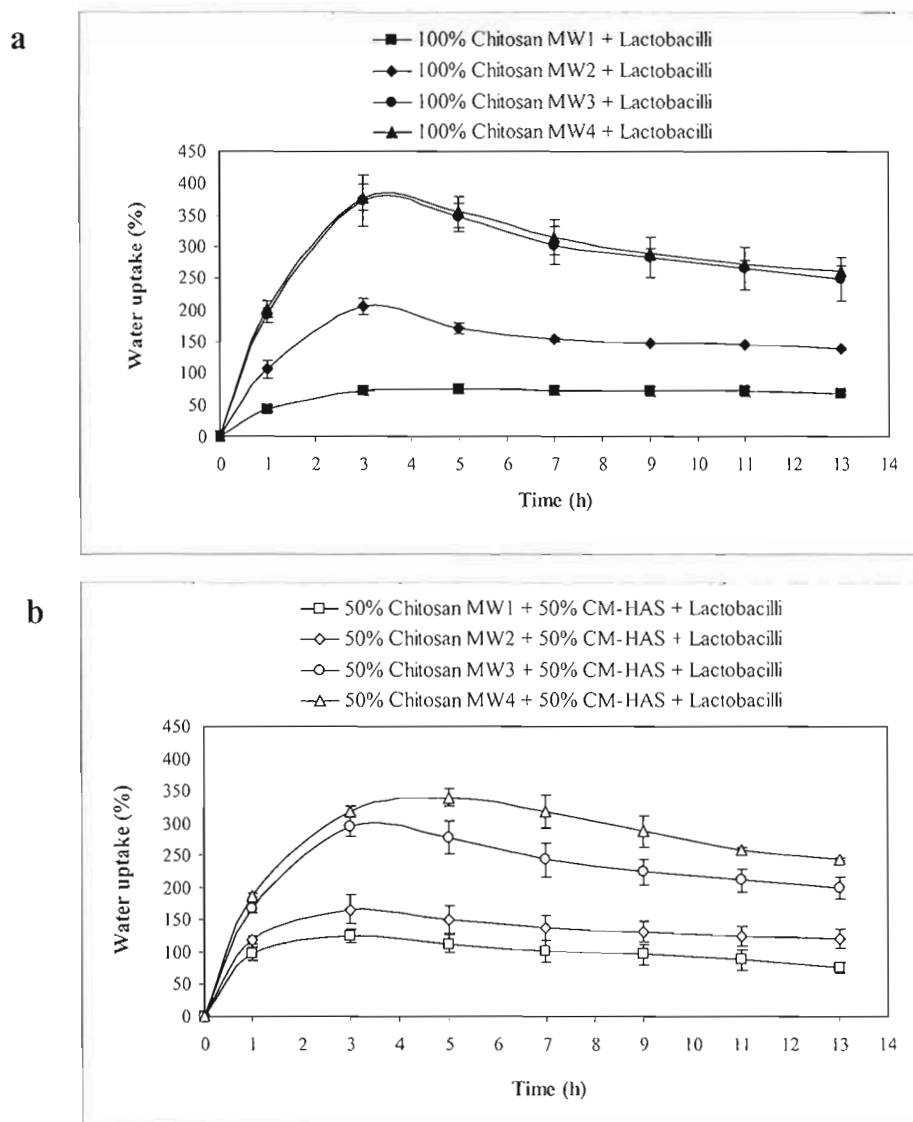 a
100% Chitosan MW1 + Lactobacilli
100% Chitosan MW2 + Lactobacilli
100% Chitosan MW3 + Lactobacilli
100% Chitosan MW4 + Lactobacilli
450
400
350
300
250
200
150
100
50
0
Water uptake (%)
0 1 2 3 4 5 6 7 8 9 10 11 12 13 14
Time (h)
b
50% Chitosan MW1 + 50% CM-HAS + Lactobacilli
50% Chitosan MW2 + 50% CM-HAS + Lactobacilli
50% Chitosan MW3 + 50% CM-HAS + Lactobacilli
50% Chitosan MW4 + 50% CM-HAS + Lactobacilli
450
400
350
300
250
200
150
100
50
0
Water uptake (%)
0 1 2 3 4 5 6 7 8 9 10 11 12 13 14
Time (h)